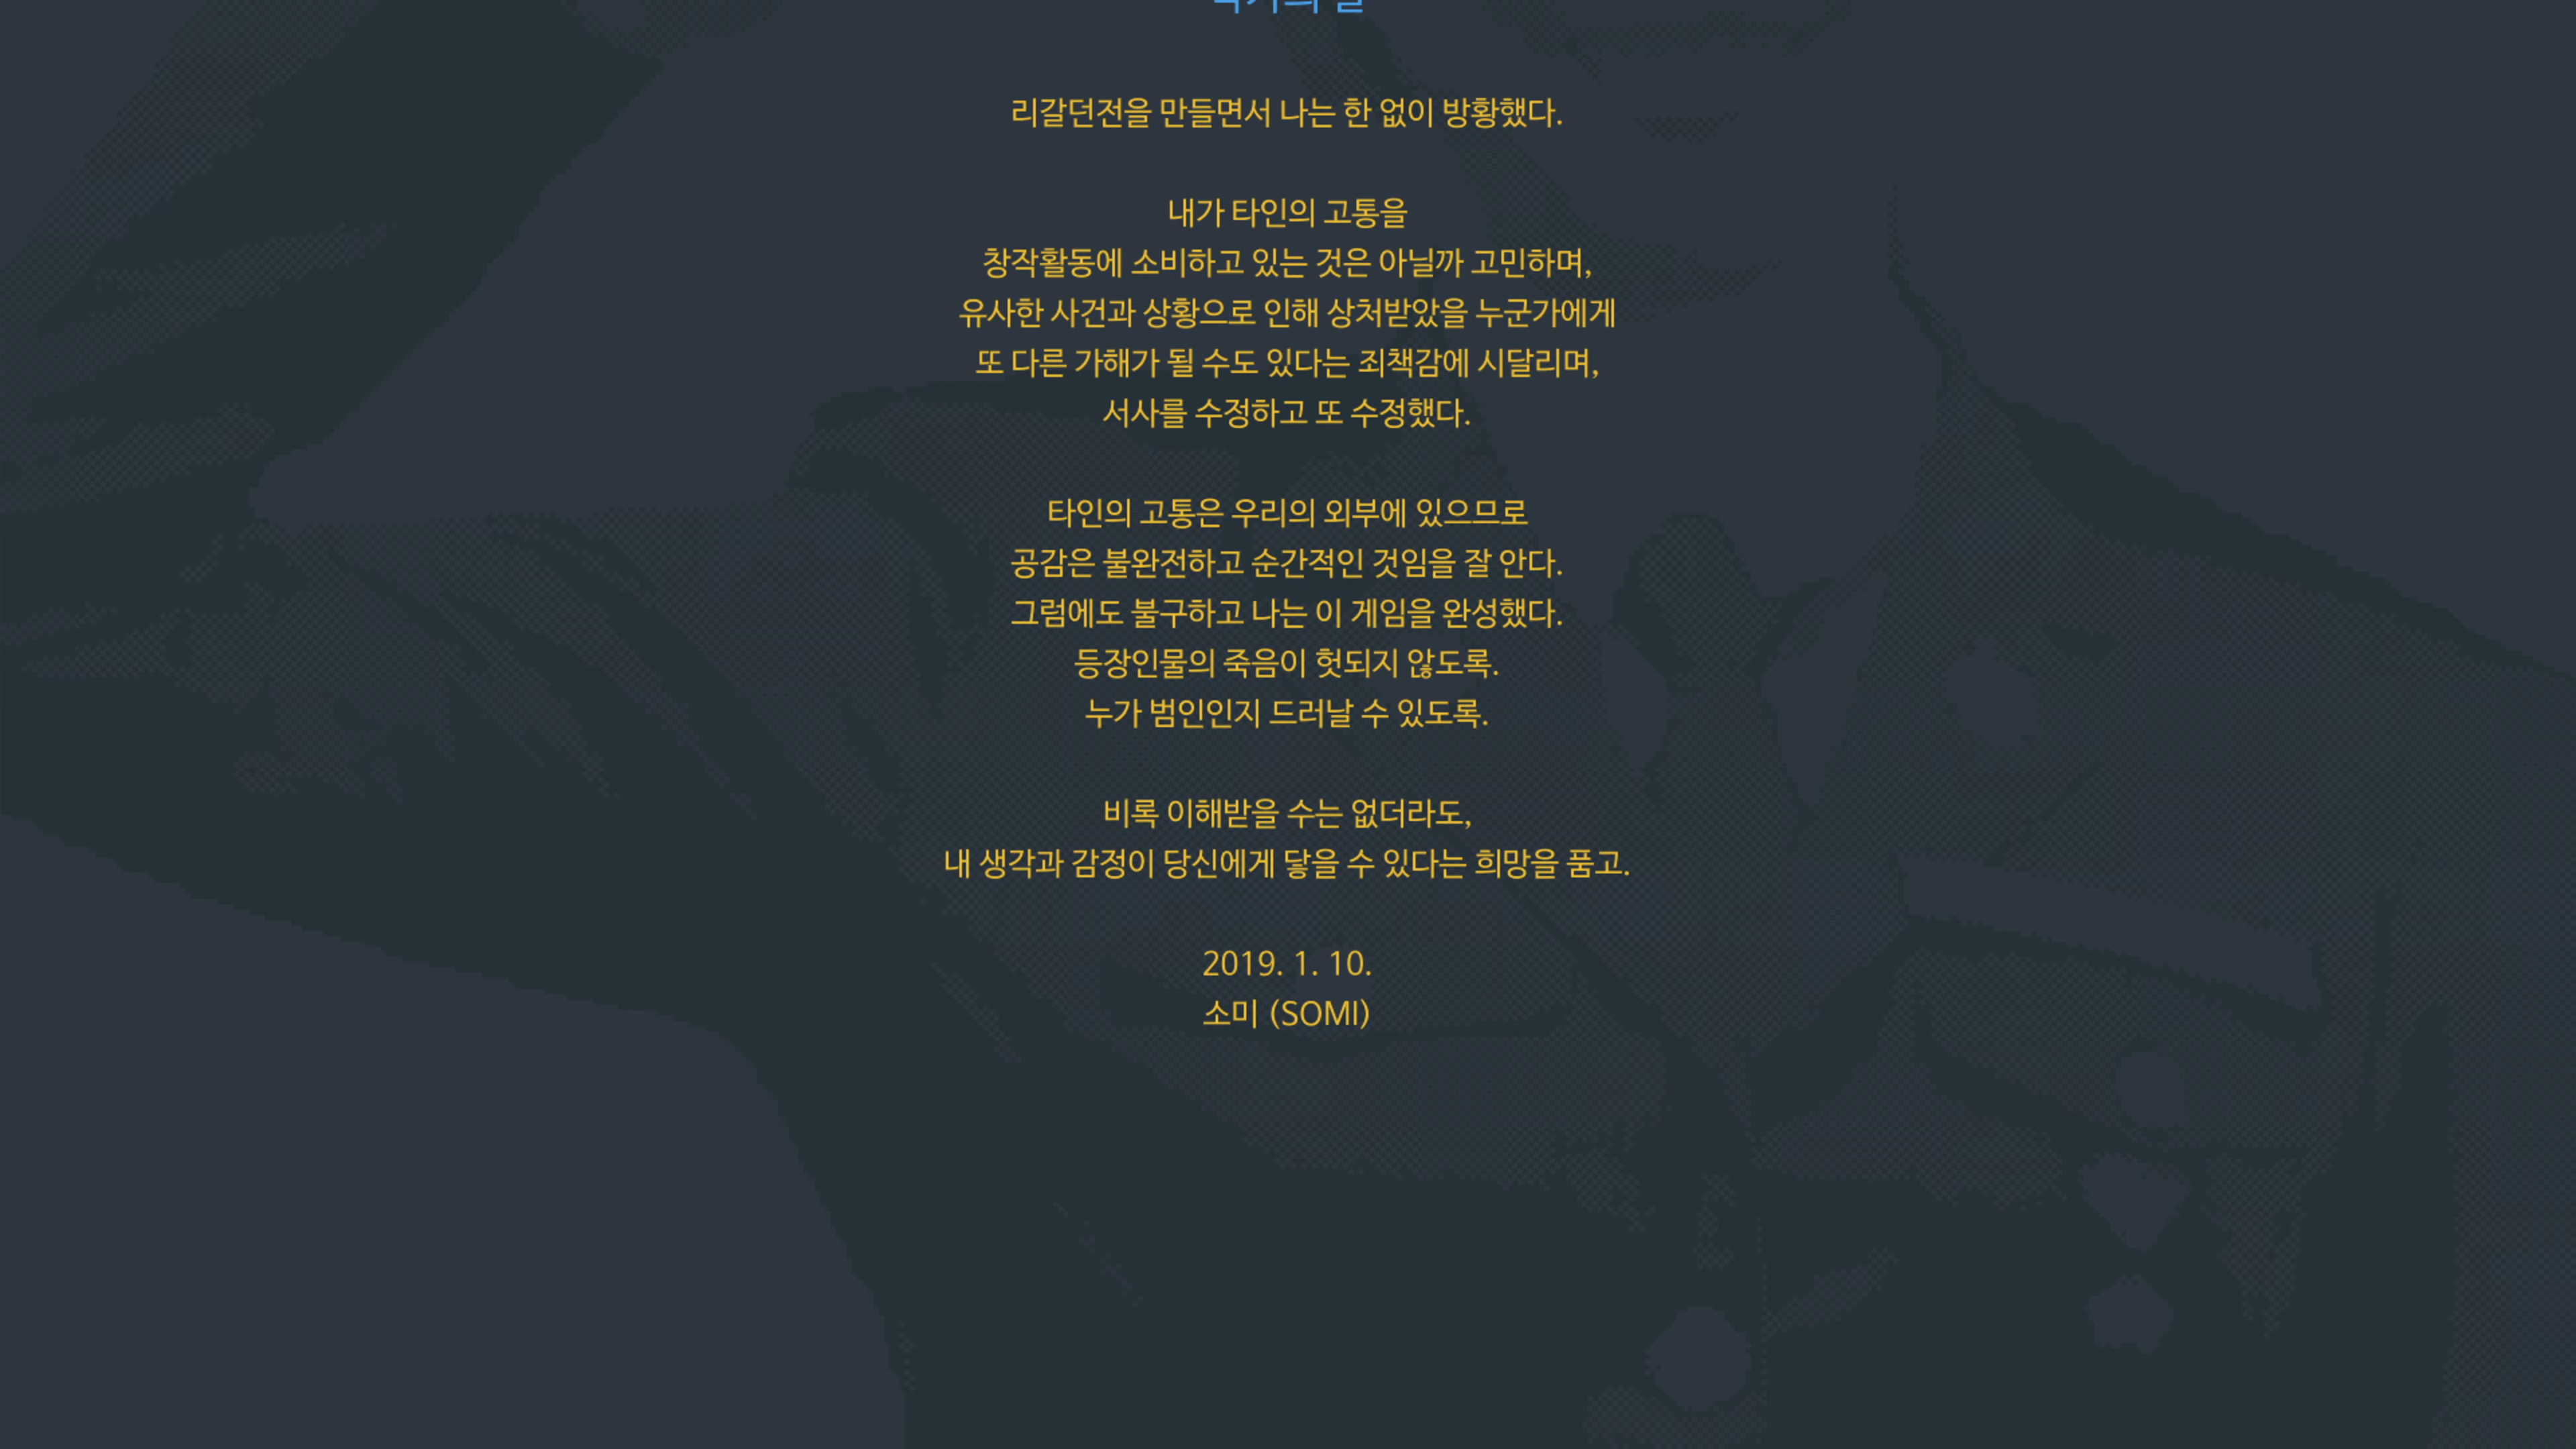 리갈던전을 만들면서 나는 한 없이 방황했다.
내가 타인의 고통을
창작활동에 소비하고 있는 것은 아닐까 고민하며,
유사한 사건과 상황으로 인해 상처받았을 누군가에게
또 다른 가해가 될 수도 있다는 죄책감에 시달리며,
서사를 수정하고 또 수정했다.
타인의 고통은 우리의 외부에 있으므로
공감은 불완전하고 순간적인 것임을 잘 안다.
그럼에도 불구하고 나는 이 게임을 완성했다.
등장인물의 죽음이 헛되지 않도록.
누가 범인인지 드러날 수 있도록.
비록 이해받을 수는 없더라도,
내 생각과 감정이 당신에게 닿을 수 있다는 희망을 품고.
2019. 1. 10.
소미 (SOMI)